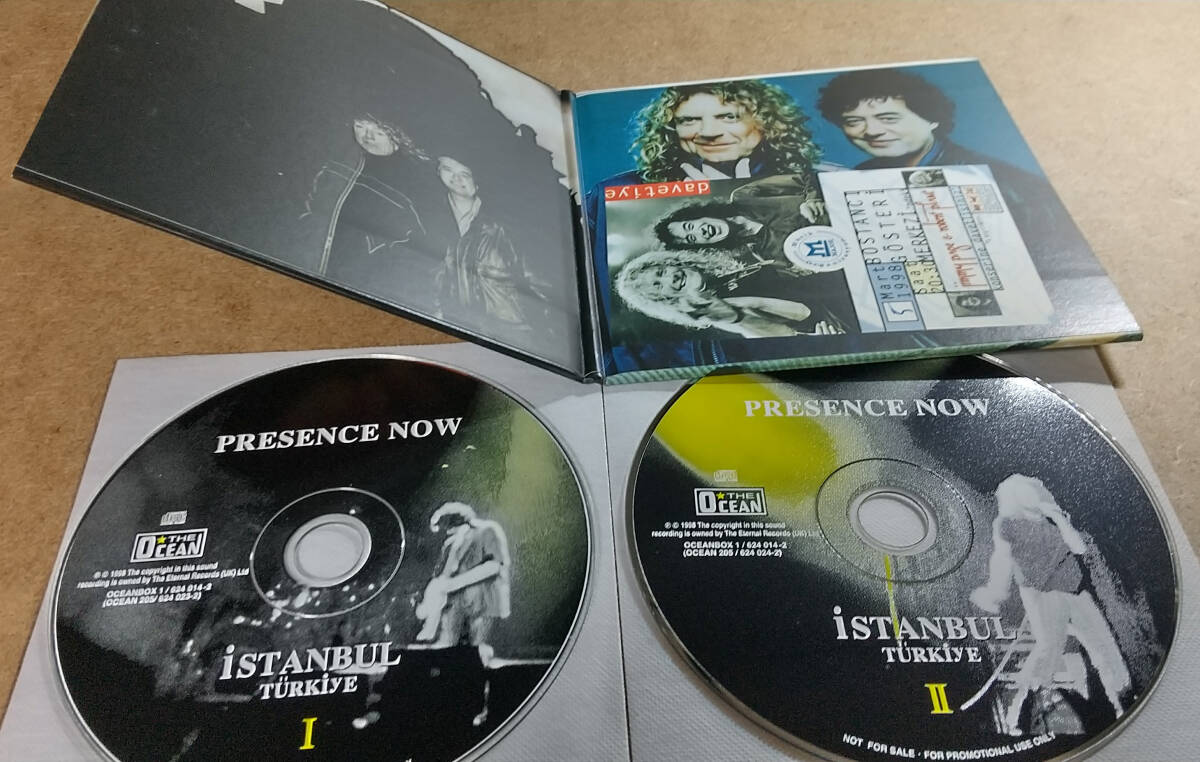 davetiye
5 Mart
1998
Saat
20:30
BOSTANCI
GÖSTERİ
MERKEZİ
PRESENCE NOW
THE
OCEAN
℗ © 1998 The copyright in this sound
recording is owned by The Eternal Records (UK) Ltd
OCEANBOX 1 / 624 014-2
(OCEAN 205/ 624 023-2)
İSTANBUL
TÜRKİYE
I
PRESENCE NOW
THE
OCEAN
℗ © 1998 The copyright in this sound
recording is owned by The Eternal Records (UK) Ltd
OCEANBOX 1 / 624 014-2
(OCEAN 205 / 624 024-2)
İSTANBUL
TÜRKİYE
II
NOT FOR SALE · FOR PROMOTIONAL USE ONLY